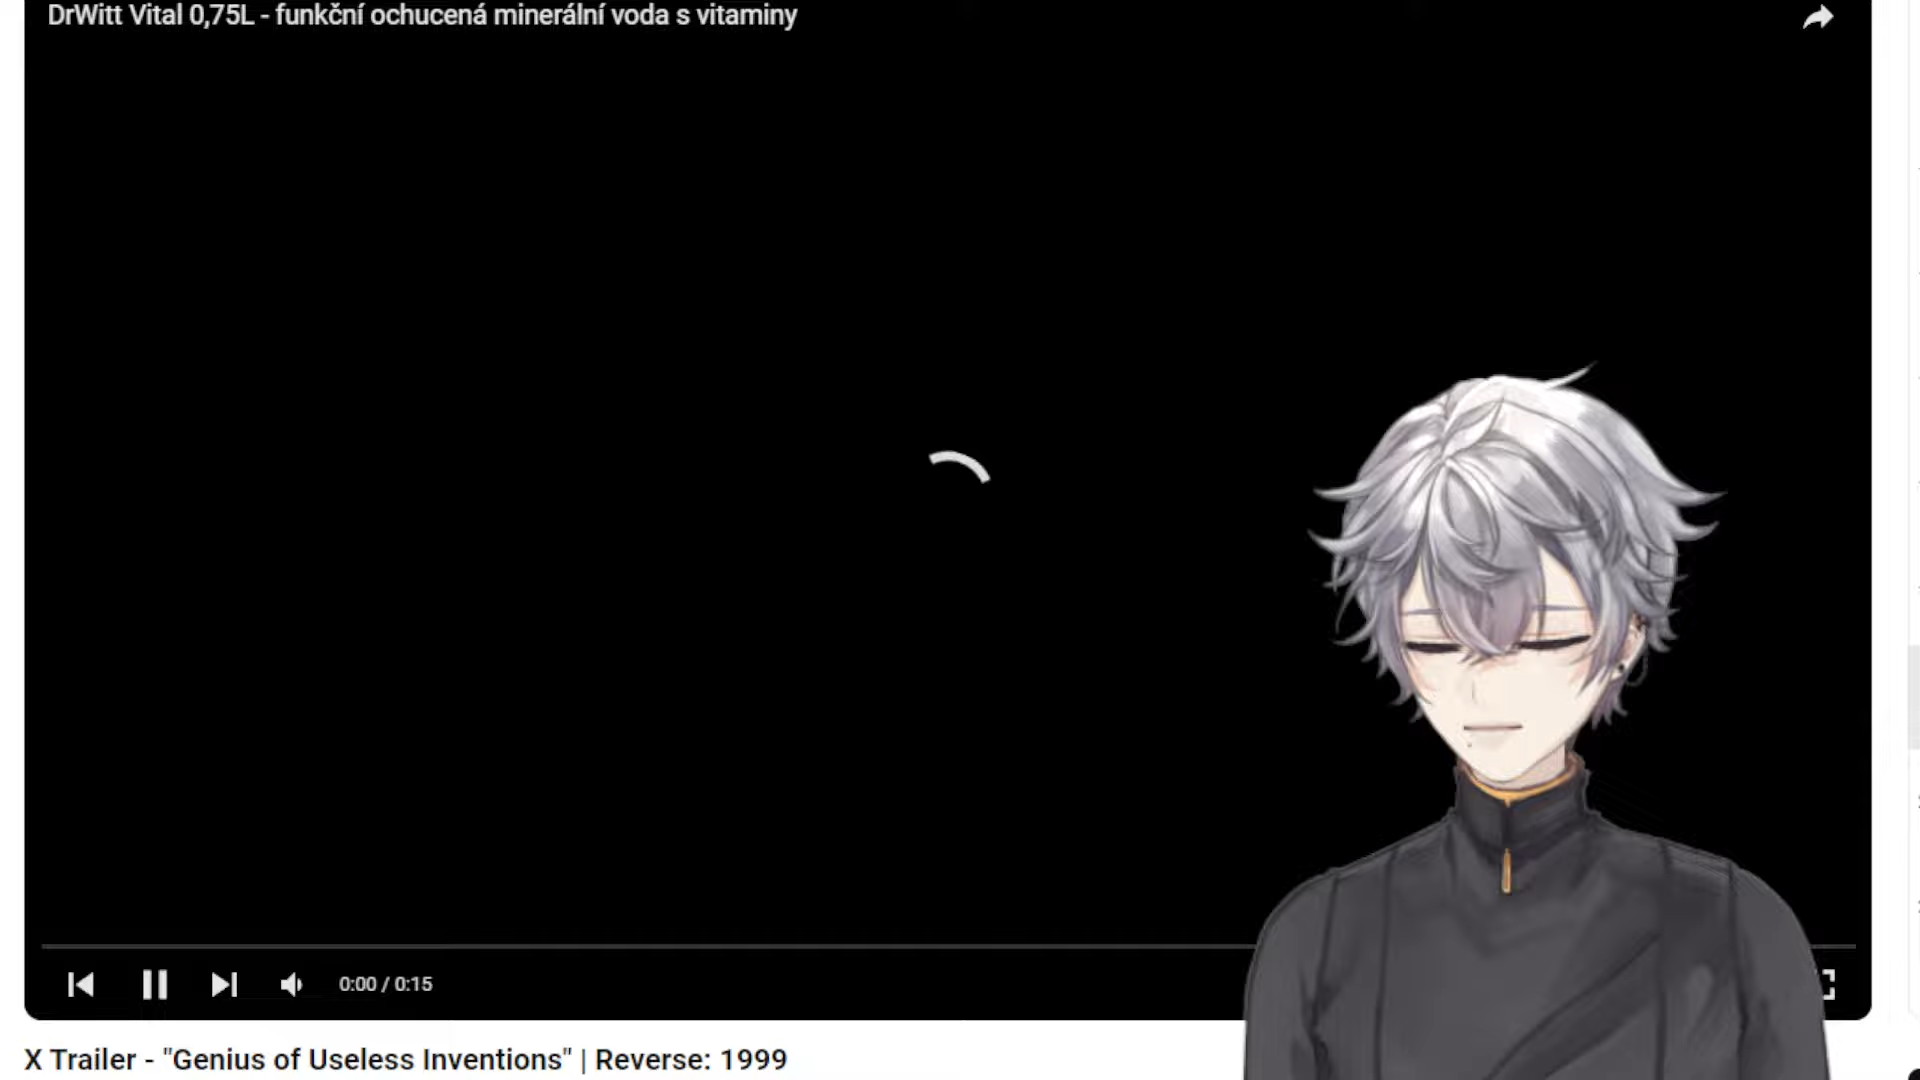 DrWitt Vital 0,75L - funkční ochucená minerální voda s vitaminy
0:00 / 0:15
X Trailer - "Genius of Useless Inventions" | Reverse: 1999